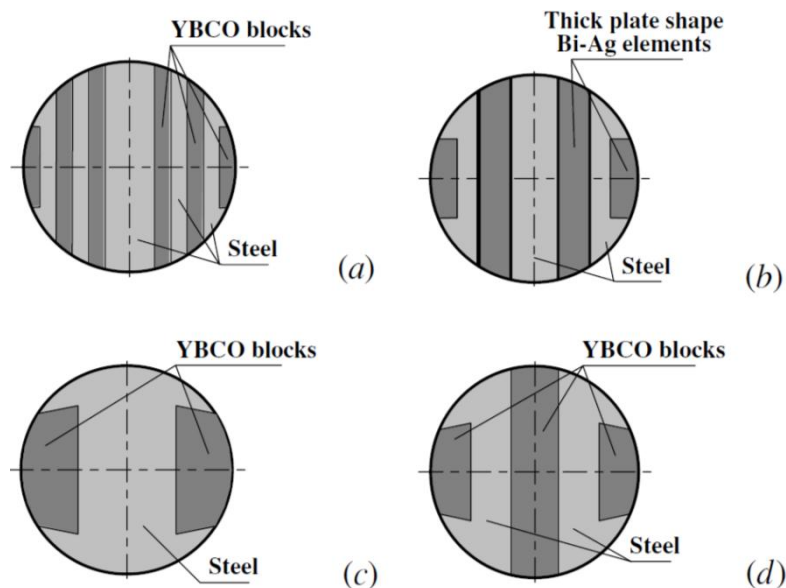 YBCO blocks
Steel
(a)
Thick plate shape
Bi-Ag elements
Steel
(b)
YBCO blocks
Steel
(c)
YBCO blocks
Steel
(d)